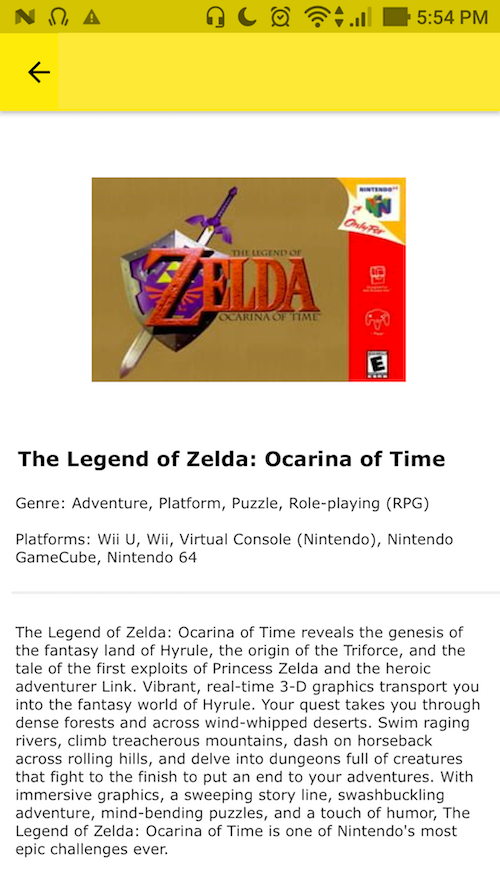 5:54 PM
NINTENDO
Only For
THE LEGEND OF
ZELDA
OCARINA OF TIME
E
The Legend of Zelda: Ocarina of Time
Genre: Adventure, Platform, Puzzle, Role-playing (RPG)
Platforms: Wii U, Wii, Virtual Console (Nintendo), Nintendo
GameCube, Nintendo 64
The Legend of Zelda: Ocarina of Time reveals the genesis of
the fantasy land of Hyrule, the origin of the Triforce, and the
tale of the first exploits of Princess Zelda and the heroic
adventurer Link. Vibrant, real-time 3-D graphics transport you
into the fantasy world of Hyrule. Your quest takes you through
dense forests and across wind-whipped deserts. Swim raging
rivers, climb treacherous mountains, dash on horseback
across rolling hills, and delve into dungeons full of creatures
that fight to the finish to put an end to your adventures. With
immersive graphics, a sweeping story line, swashbuckling
adventure, mind-bending puzzles, and a touch of humor, The
Legend of Zelda: Ocarina of Time is one of Nintendo's most
epic challenges ever.